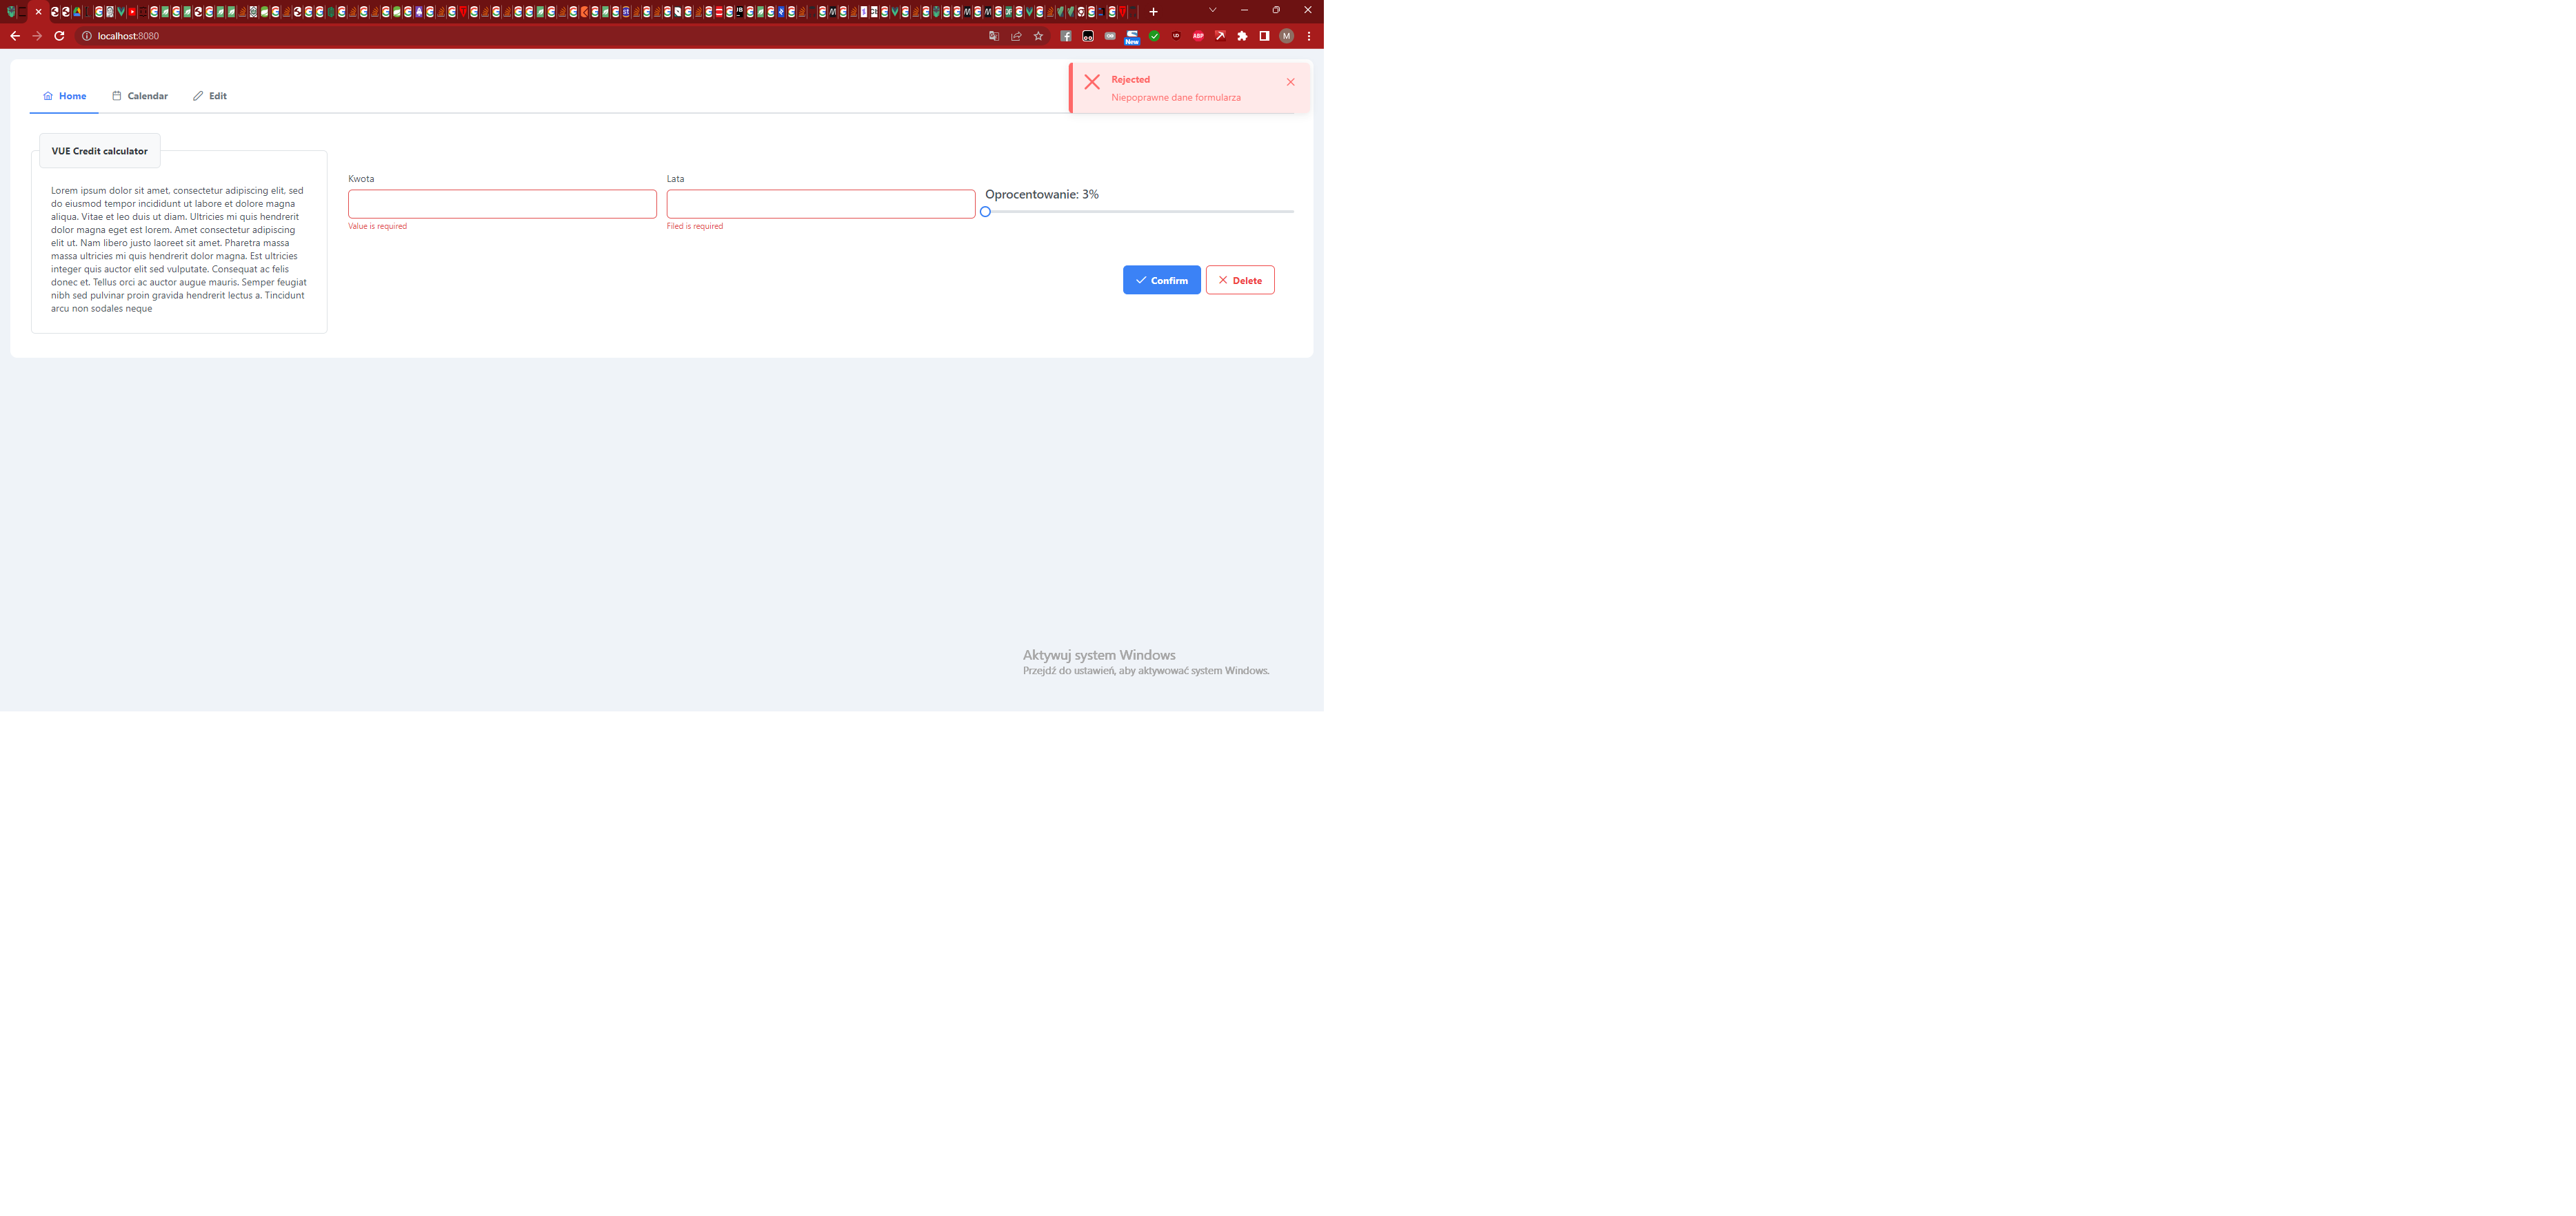 localhost:8080
New
M
Home
Calendar
Edit
Rejected
Niepoprawne dane formularza
VUE Credit calculator
Lorem ipsum dolor sit amet, consectetur adipiscing elit, sed
do eiusmod tempor incididunt ut labore et dolore magna
aliqua. Vitae et leo duis ut diam. Ultricies mi quis hendrerit
dolor magna eget est lorem. Amet consectetur adipiscing
elit ut. Nam libero justo laoreet sit amet. Pharetra massa
massa ultricies mi quis hendrerit dolor magna. Est ultricies
integer quis auctor elit sed vulputate. Consequat ac felis
donec et. Tellus orci ac auctor augue mauris. Semper feugiat
nibh sed pulvinar proin gravida hendrerit lectus a. Tincidunt
arcu non sodales neque
Kwota
Value is required
Lata
Filed is required
Oprocentowanie: 3%
Confirm
Delete
Aktywuj system Windows
Przejdź do ustawień, aby aktywować system Windows.